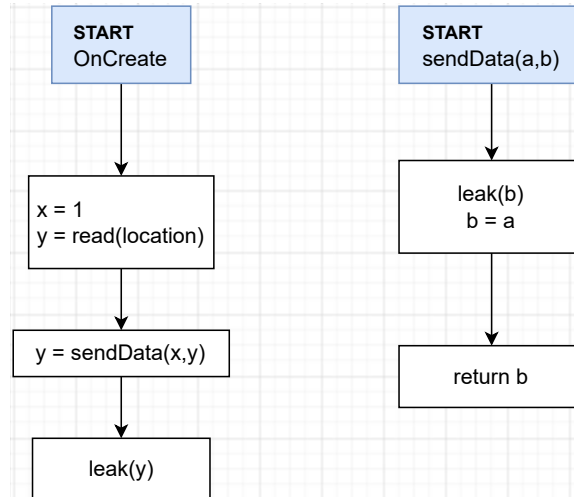 START
OnCreate
x = 1
y = read(location)
y = sendData(x,y)
leak(y)
START
sendData(a,b)
leak(b)
b = a
return b